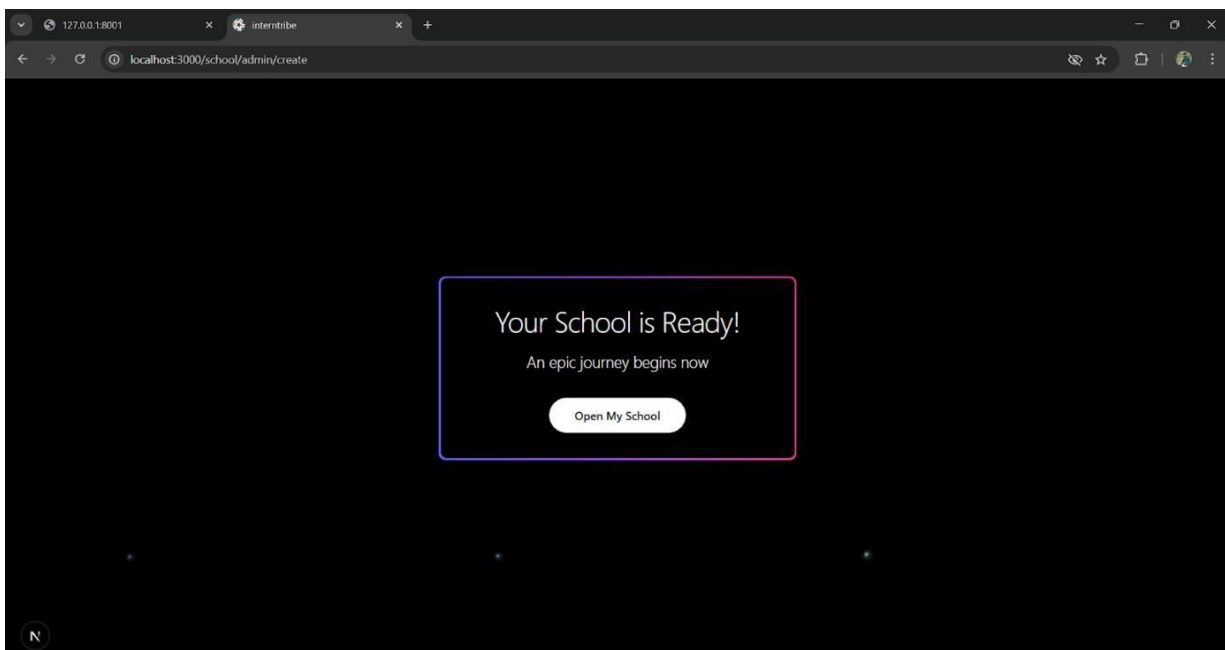 127.0.0.1:8001
interntribe
localhost:3000/school/admin/create
Your School is Ready!
An epic journey begins now
Open My School
N